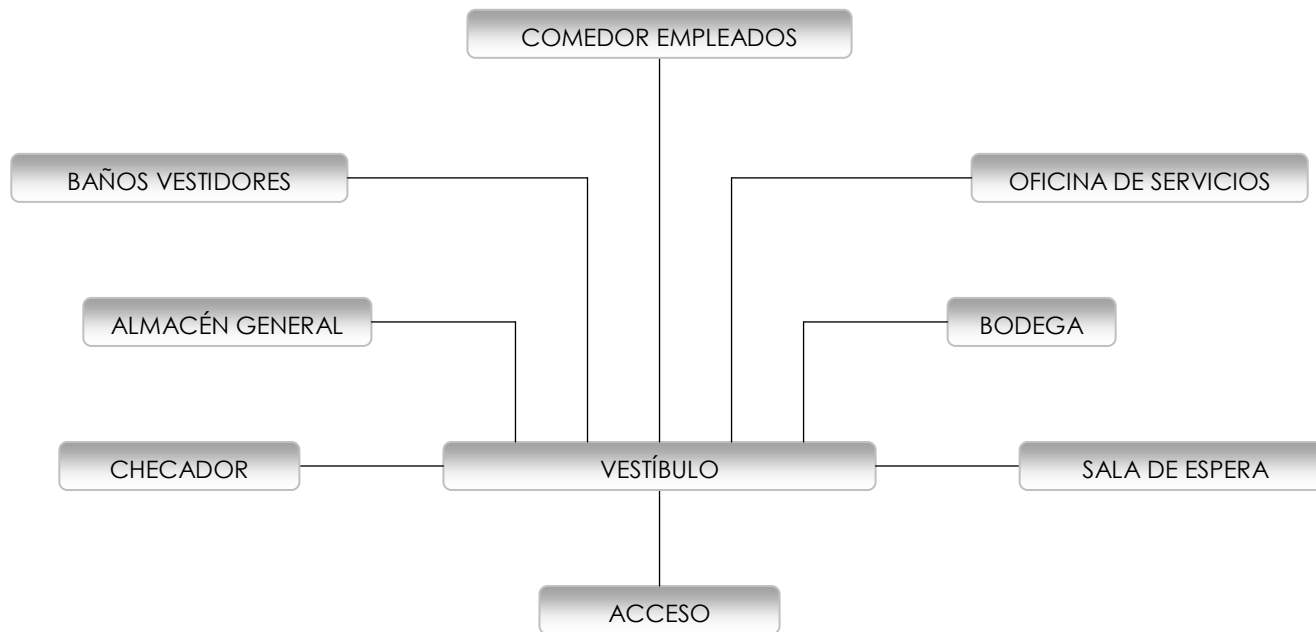 COMEDOR EMPLEADOS
BAÑOS VESTIDORES
OFICINA DE SERVICIOS
ALMACÉN GENERAL
BODEGA
CHECADOR
VESTÍBULO
SALA DE ESPERA
ACCESO